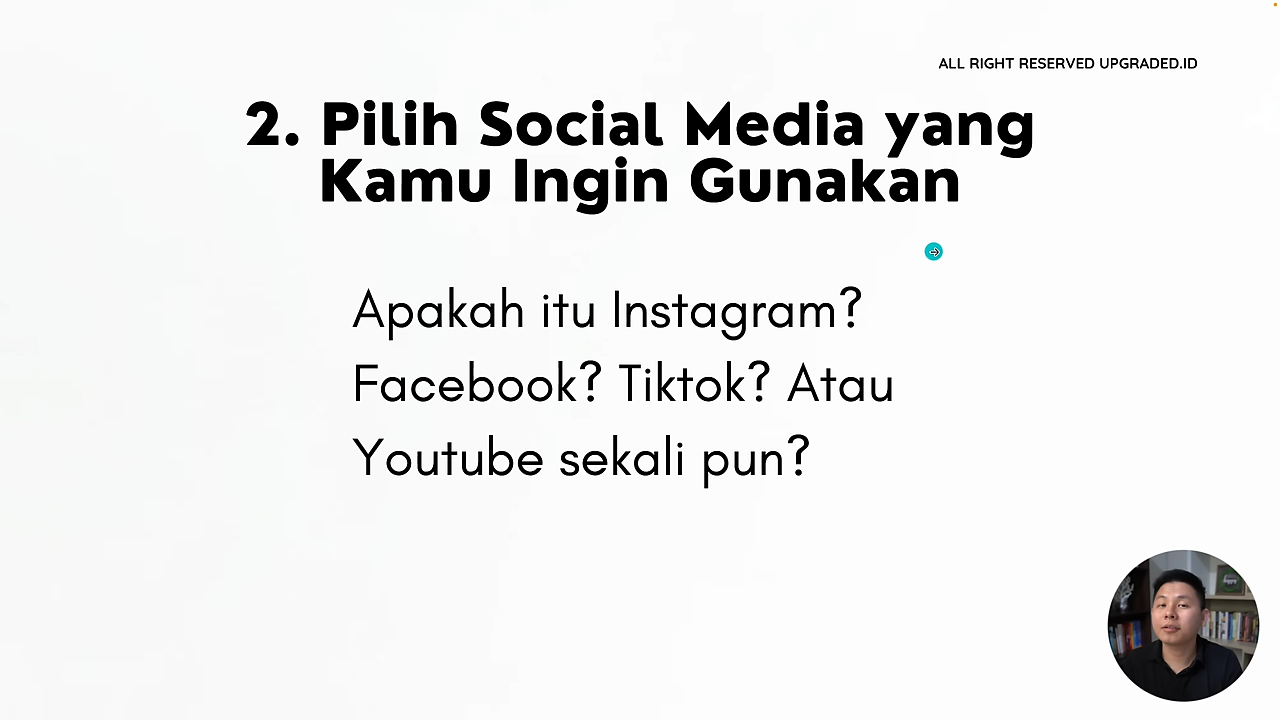 ALL RIGHT RESERVED UPGRADED.ID
2. Pilih Social Media yang
Kamu Ingin Gunakan
Apakah itu Instagram?
Facebook? Tiktok? Atau
Youtube sekali pun?